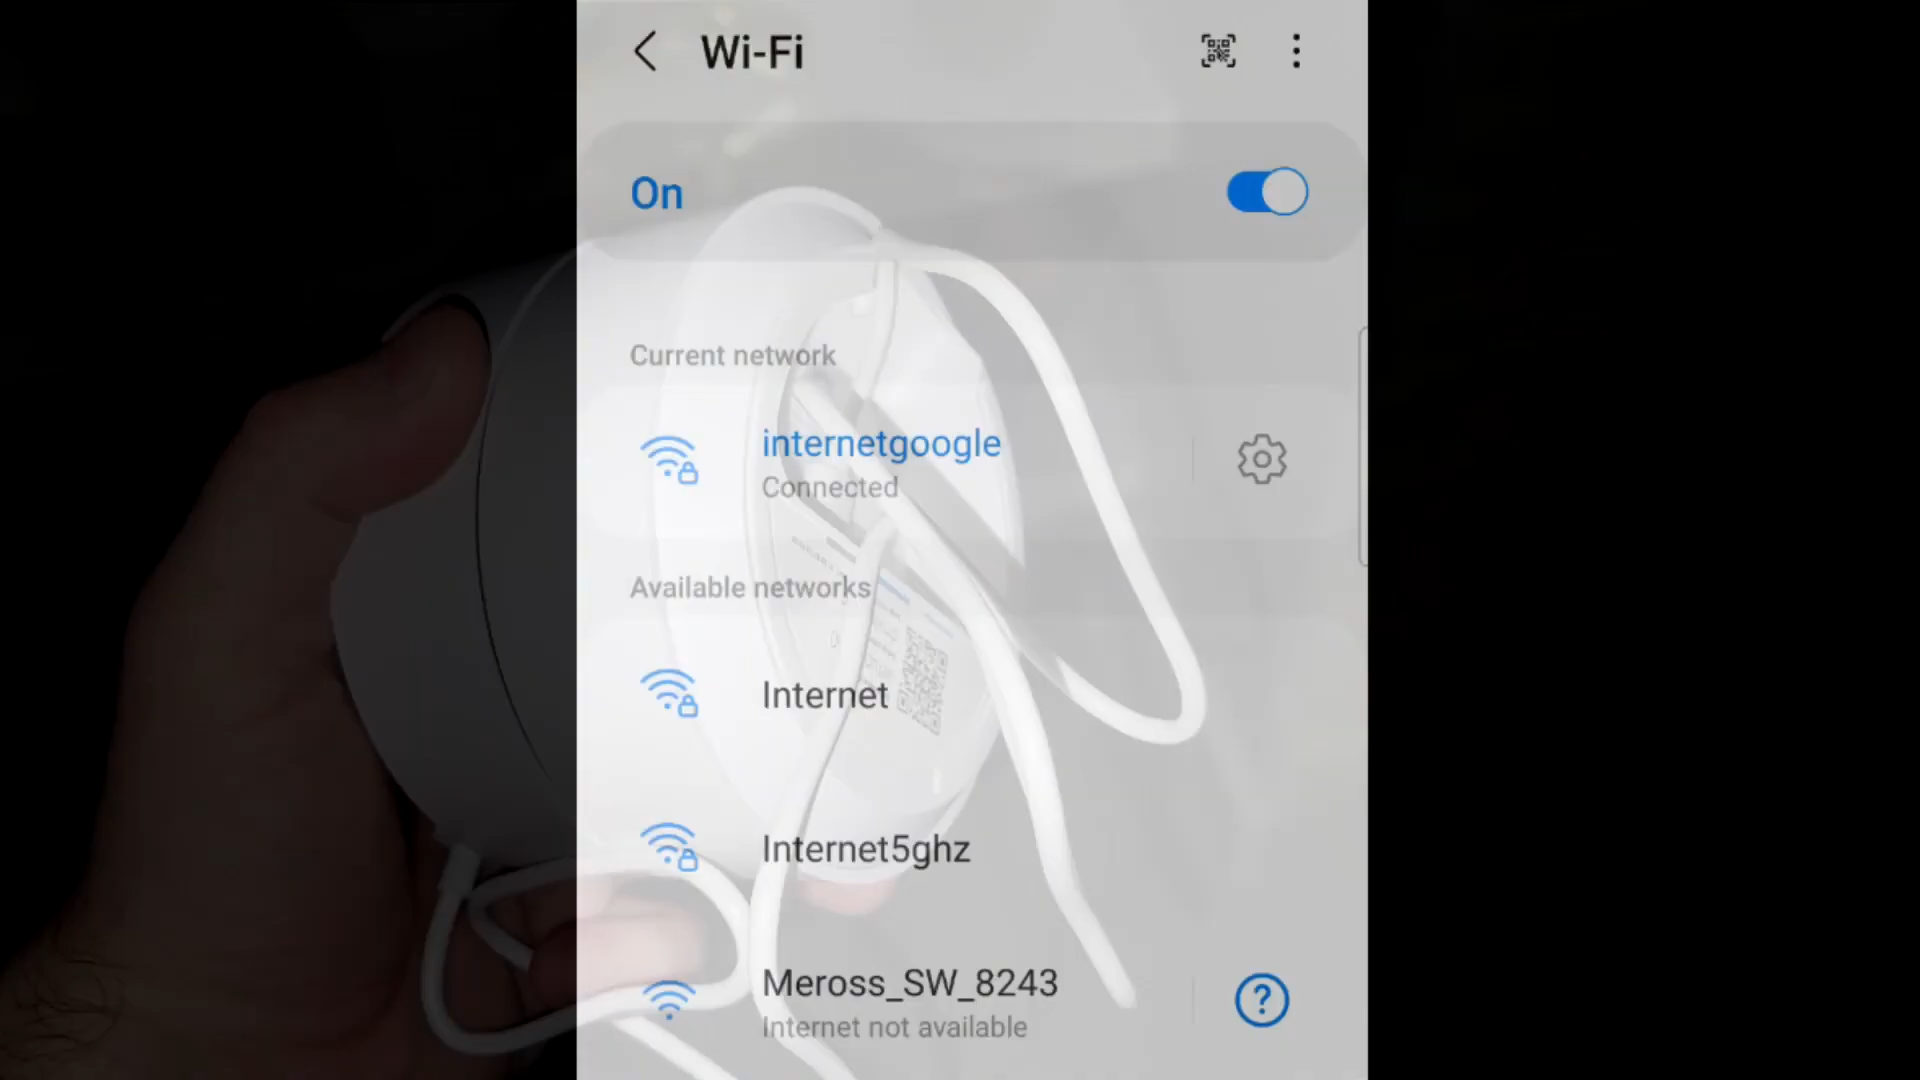 Wi-Fi
On
Current network
internetgoogle
Connected
Available networks
Internet
Internet5ghz
Meross_SW_8243
Internet not available